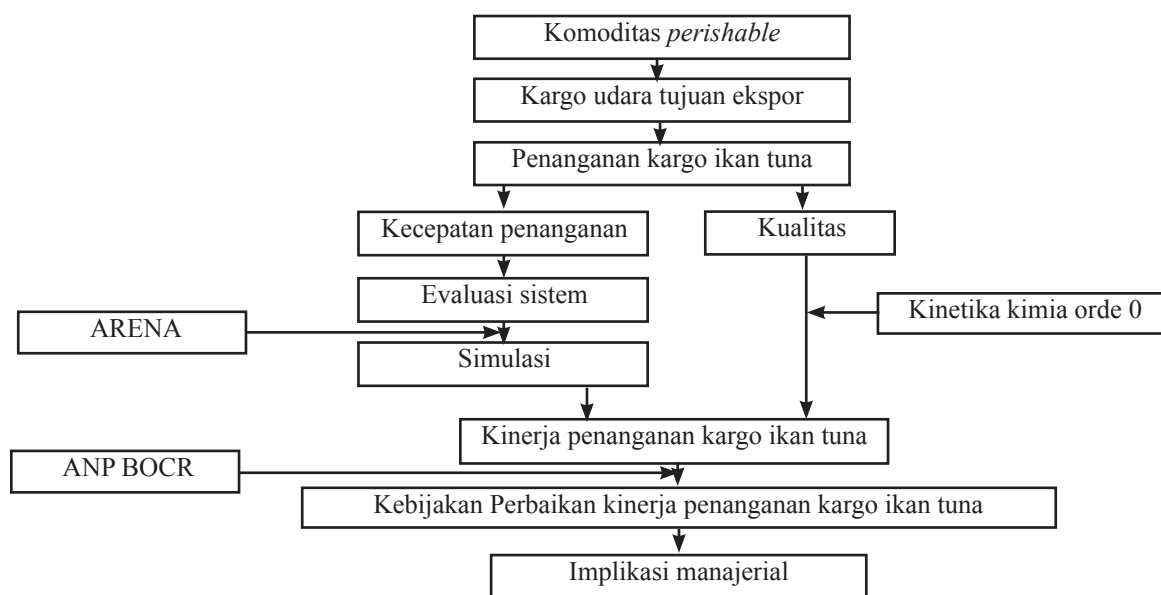 Komoditas perishable
Kargo udara tujuan ekspor
Penanganan kargo ikan tuna
Kecepatan penanganan
Kualitas
Evaluasi sistem
Kinetika kimia orde 0
ARENA
Simulasi
Kinerja penanganan kargo ikan tuna
ANP BOCR
Kebijakan Perbaikan kinerja penanganan kargo ikan tuna
Implikasi manajerial